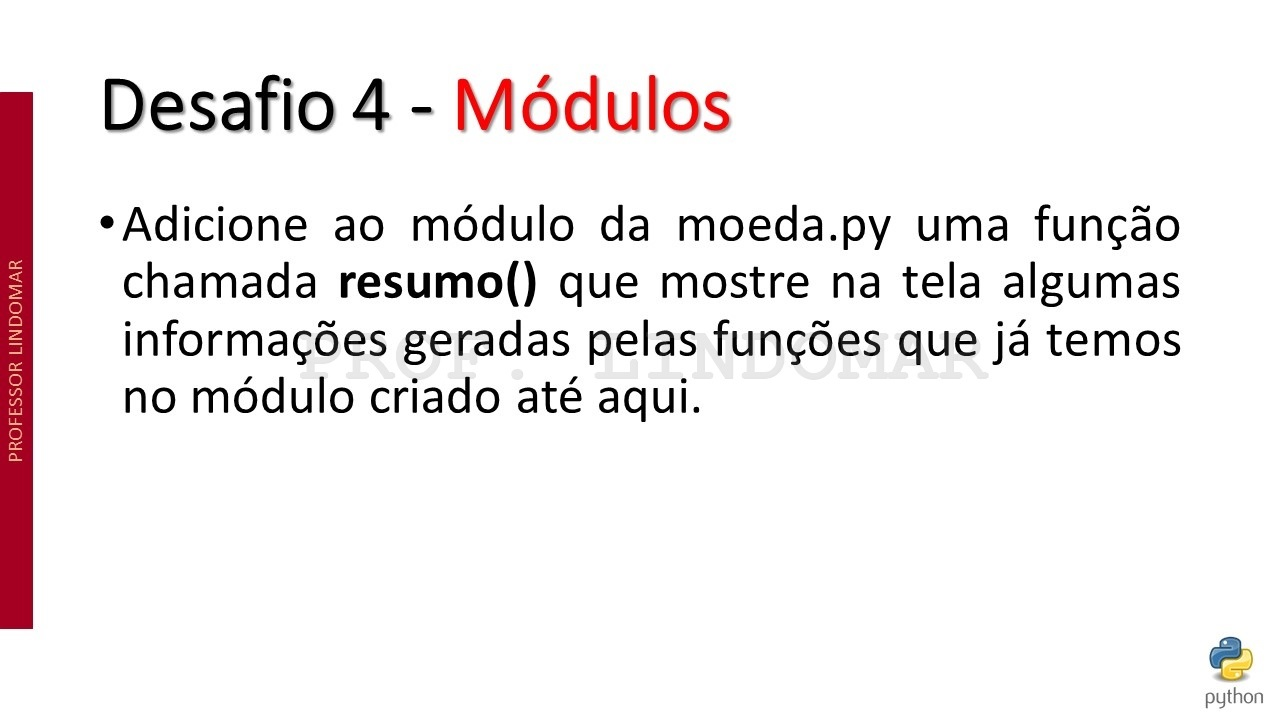 Desafio 4 - Módulos
•Adicione ao módulo da moeda.py uma função
chamada resumo() que mostre na tela algumas
informações geradas pelas funções que já temos
no módulo criado até aqui.
PROF. LINDOMAR
PROFESSOR LINDOMAR
python